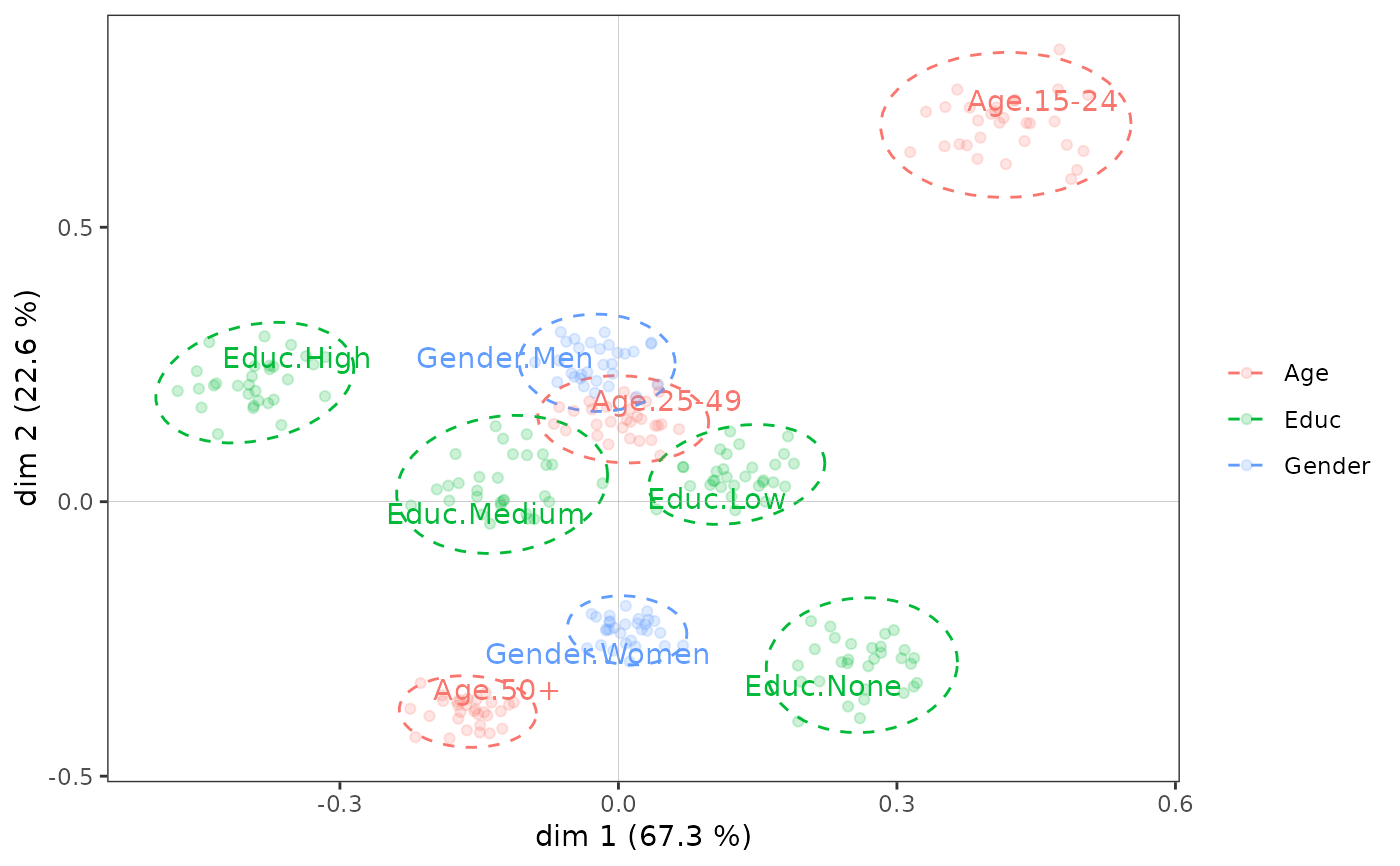 Age.15-24
0.5
Educ.High
Gender.Men
Age.25-49
Age
Educ
Gender
dim 2 (22.6 %)
0.0
Educ.Medium
Educ.Low
Gender.Women
Age.50+
Educ.None
-0.5
-0.3
0.0
0.3
0.6
dim 1 (67.3 %)